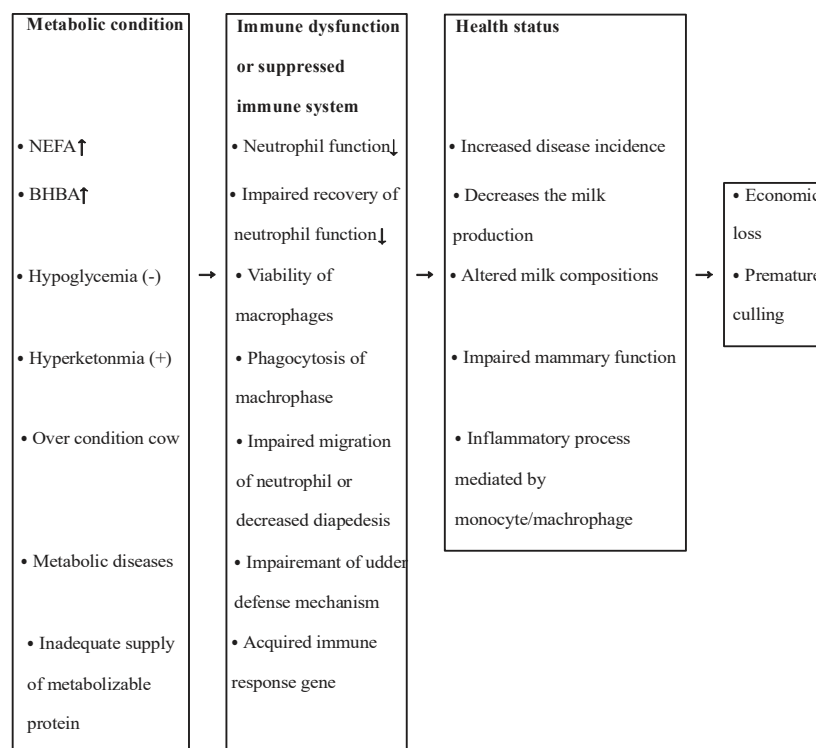 Metabolic condition
• NEFA↑
• BHBA↑
• Hypoglycemia (-)
• Hyperketonmia (+)
• Over condition cow
• Metabolic diseases
• Inadequate supply
of metabolizable
protein
→
Immune dysfunction
or suppressed
immune system
• Neutrophil function↓
• Impaired recovery of
neutrophil function↓
• Viability of
macrophages
• Phagocytosis of
machrophase
• Impaired migration
of neutrophil or
decreased diapedesis
• Impairemant of udder
defense mechanism
• Acquired immune
response gene
→
Health status
• Increased disease incidence
• Decreases the milk
production
• Altered milk compositions
• Impaired mammary function
• Inflammatory process
mediated by
monocyte/machrophage
→
• Economic
loss
• Premature
culling